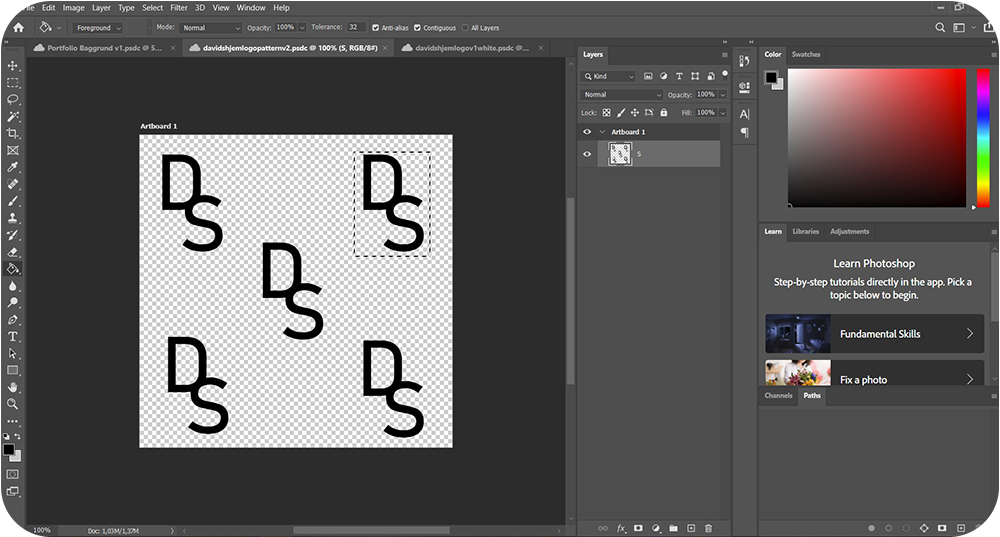 File Edit Image Layer Type Select Filter 3D View Window Help
Foreground Mode: Normal Opacity: 100% Tolerance: 32 Anti-alias Contiguous All Layers
Portfolio Baggrund v1.psdc @ 5... × davidshjemlogopatternv2.psdc @ 100% (S, RGB/8#) × davidshjemlogov1white.psdc @... ×
Layers
Color Swatches
Kind
Normal Opacity: 100%
Lock: Fill: 100%
Artboard 1
S
Artboard 1
DS DS
DS
DS DS
Learn Libraries Adjustments
Learn Photoshop
Step-by-step tutorials directly in the app. Pick a
topic below to begin.
Fundamental Skills
Fix a photo
Channels Paths
100% Doc: 1,03M/1,37M
fx